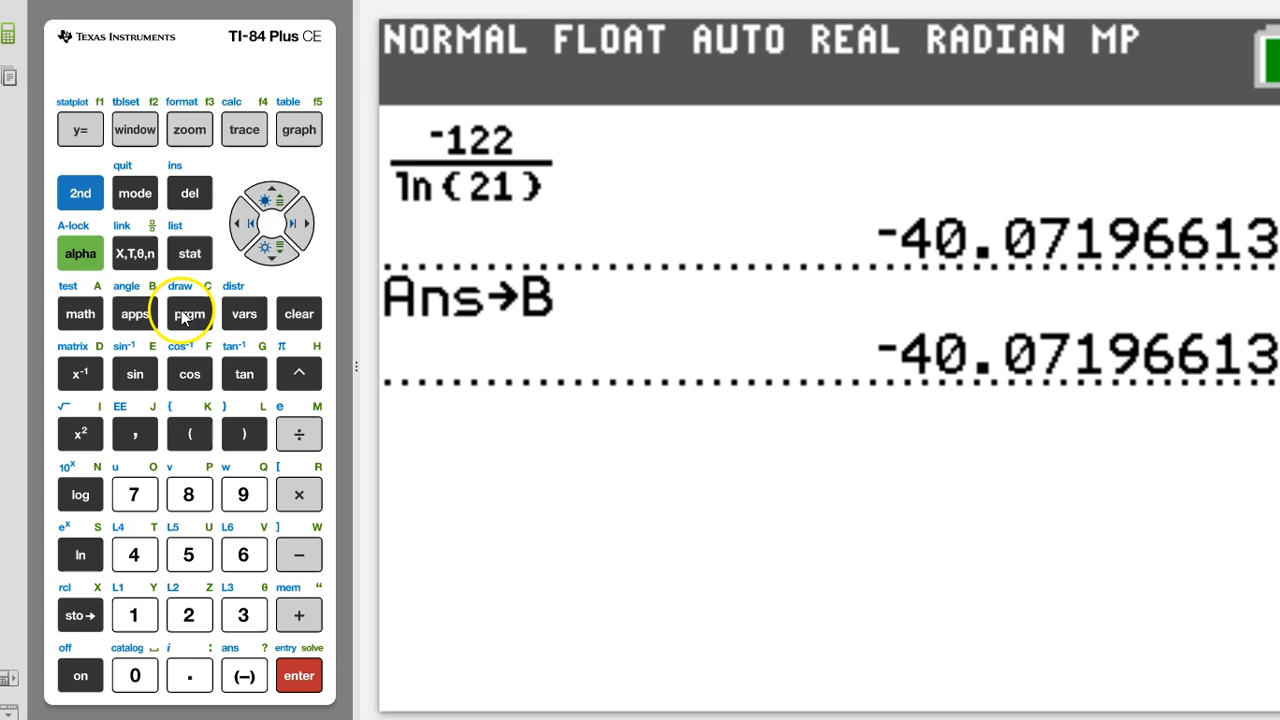 TEXAS INSTRUMENTS TI-84 Plus CE
statplot f1 tblset f2 format f3 calc f4 table f5
y= window zoom trace graph
quit ins
2nd mode del
A-lock link list
alpha X,T,θ,n stat
test A angle B draw C distr
math apps prgm vars clear
matrix D sin⁻¹ E cos⁻¹ F tan⁻¹ G π H
x⁻¹ sin cos tan ^
√ I EE J { K } L e M
x² , ( ) ÷
10ˣ N u O v P w Q [ R
log 7 8 9 ×
eˣ S L4 T L5 U L6 V ] W
ln 4 5 6 −
rcl X L1 Y L2 Z L3 θ mem “
sto→ 1 2 3 +
off catalog ⎵ i : ans ? entry solve
on 0 . (−) enter
NORMAL FLOAT AUTO REAL RADIAN MP
-122
ln(21)
-40.07196613
Ans→B
-40.07196613